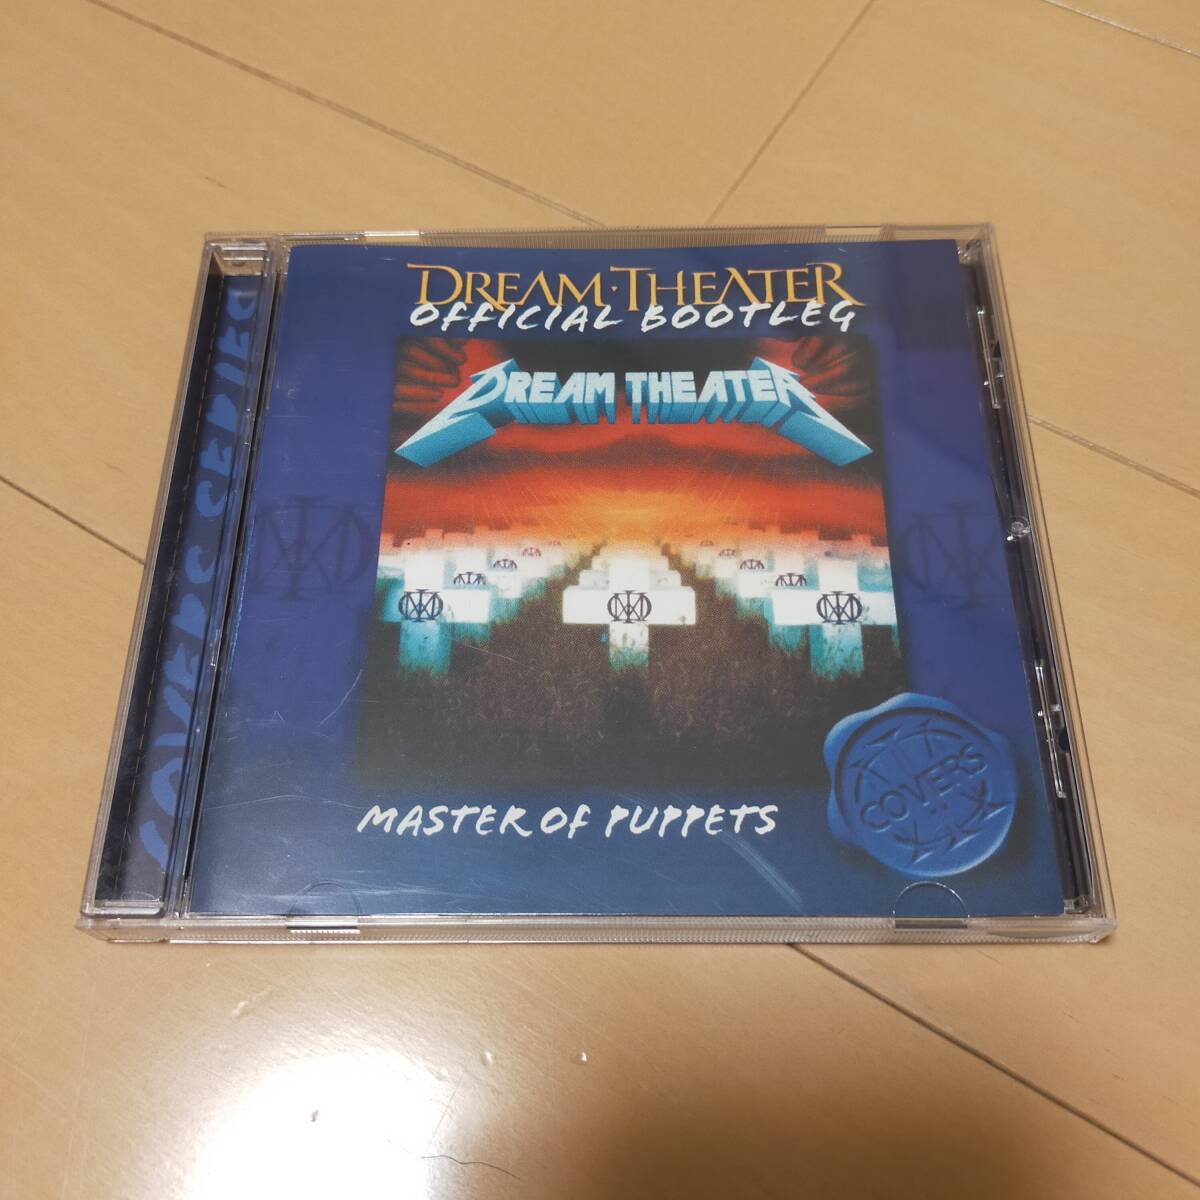 DREAM·THEATER
OFFICIAL BOOTLEG
DREAM THEATER
COVERS
MASTER OF PUPPETS
COVERS SERIES